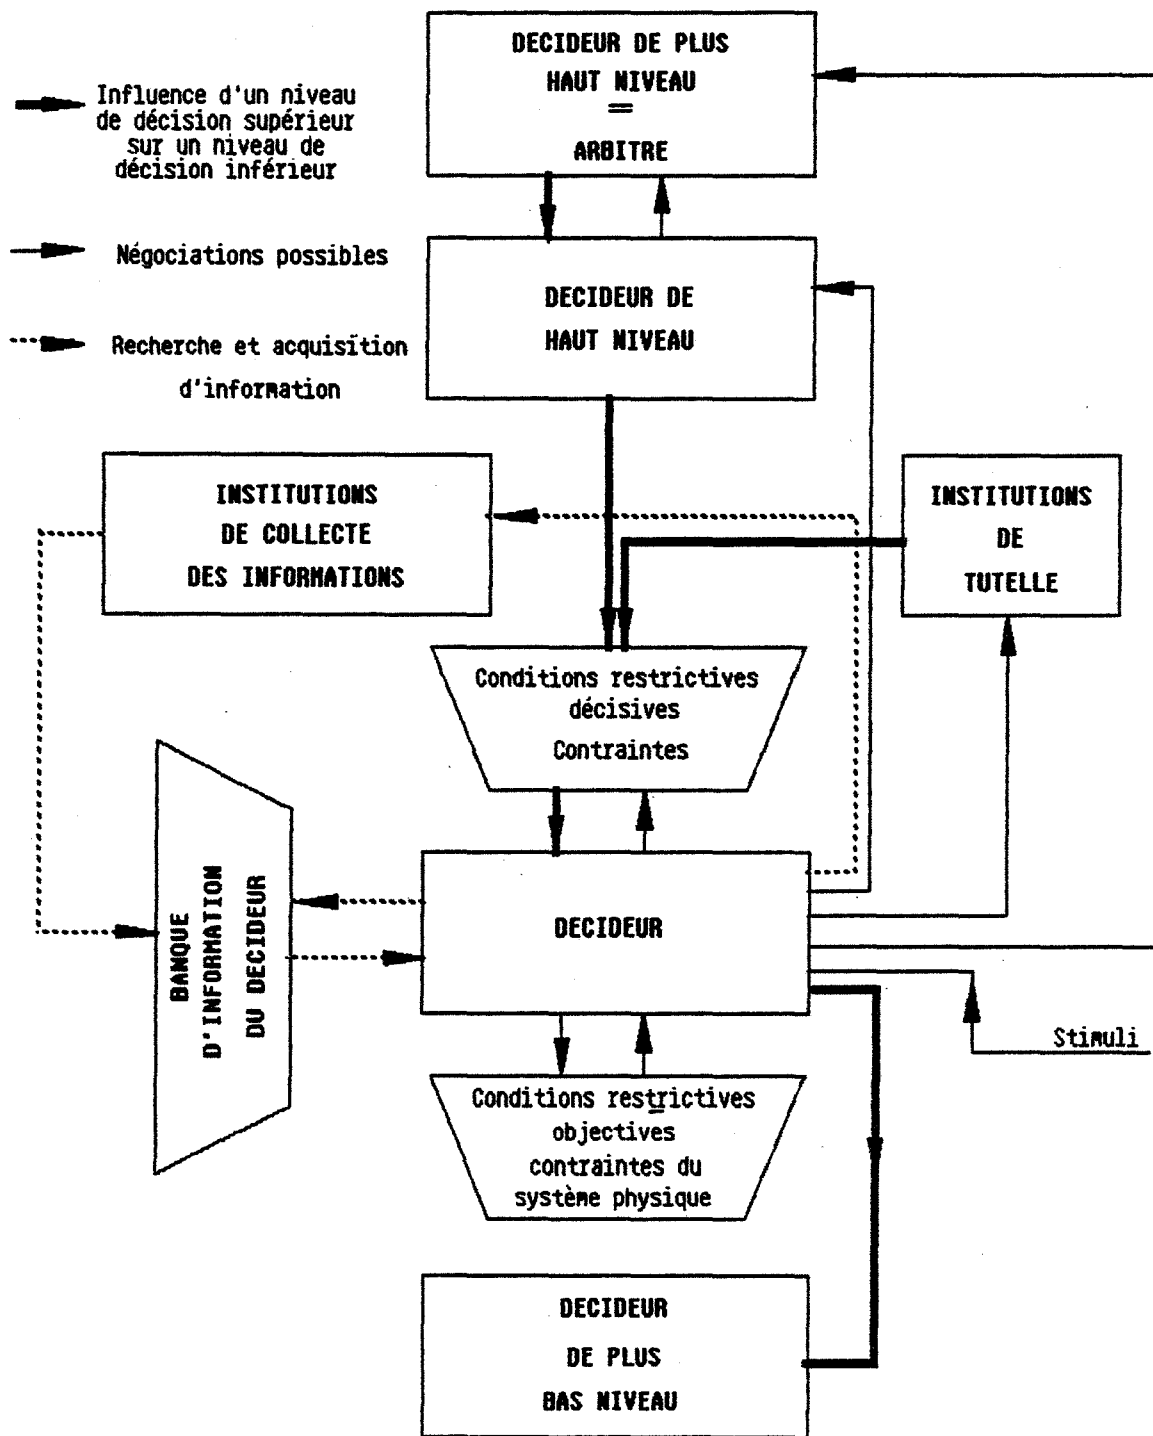 DECIDEUR DE PLUS
HAUT NIVEAU
=
ARBITRE
Influence d'un niveau
de décision supérieur
sur un niveau de
décision inférieur
Négociations possibles
Recherche et acquisition
d'information
DECIDEUR DE
HAUT NIVEAU
INSTITUTIONS
DE COLLECTE
DES INFORMATIONS
INSTITUTIONS
DE
TUTELLE
Conditions restrictives
décisives
Contraintes
BANQUE
D'INFORMATION
DU DECIDEUR
DECIDEUR
Stimuli
Conditions restrictives
objectives
contraintes du
système physique
DECIDEUR
DE PLUS
BAS NIVEAU